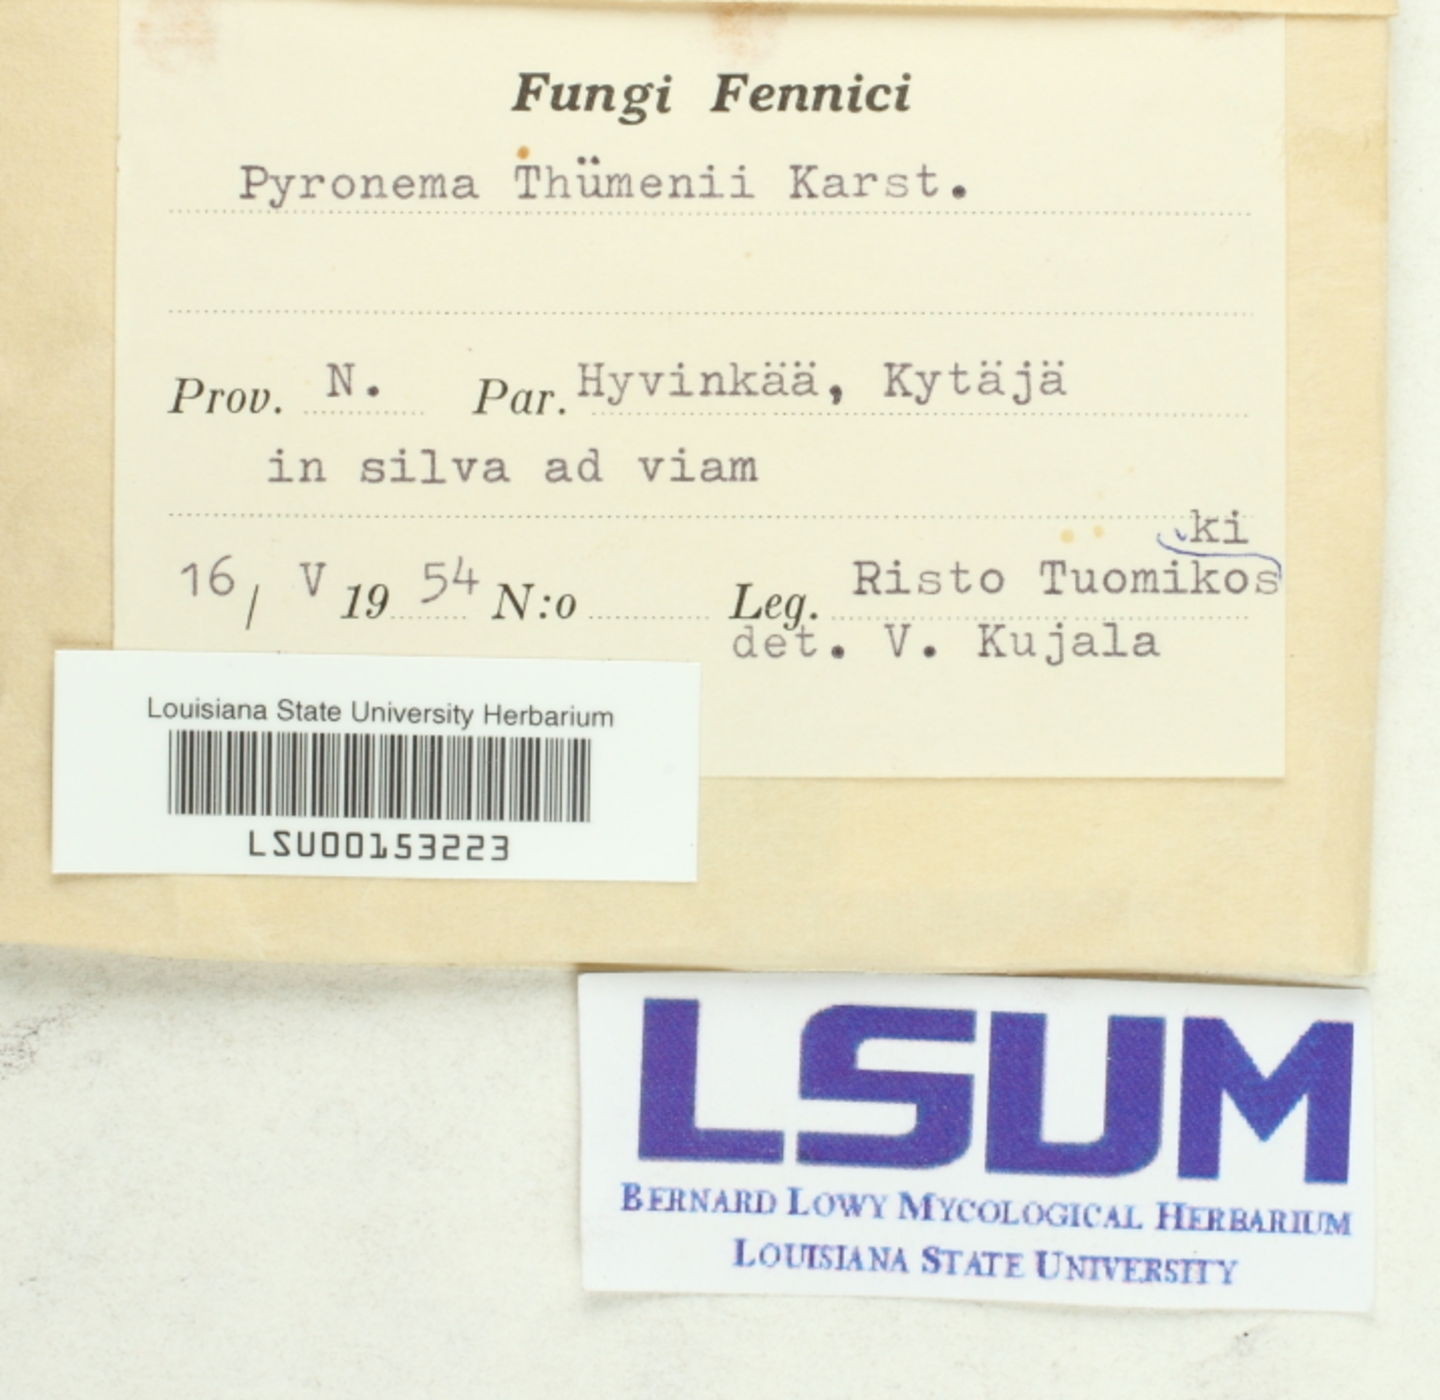 Fungi Fennici
Pyronema Thümenii Karst.
Prov. N. Par. Hyvinkää, Kytäjä
in silva ad viam
ki
16/ V 19 54 N:o Leg. Risto Tuomikos
det. V. Kujala
Louisiana State University Herbarium
LSU00153223
LSUM
BERNARD LOWY MYCOLOGICAL HERBARIUM
LOUISIANA STATE UNIVERSITY